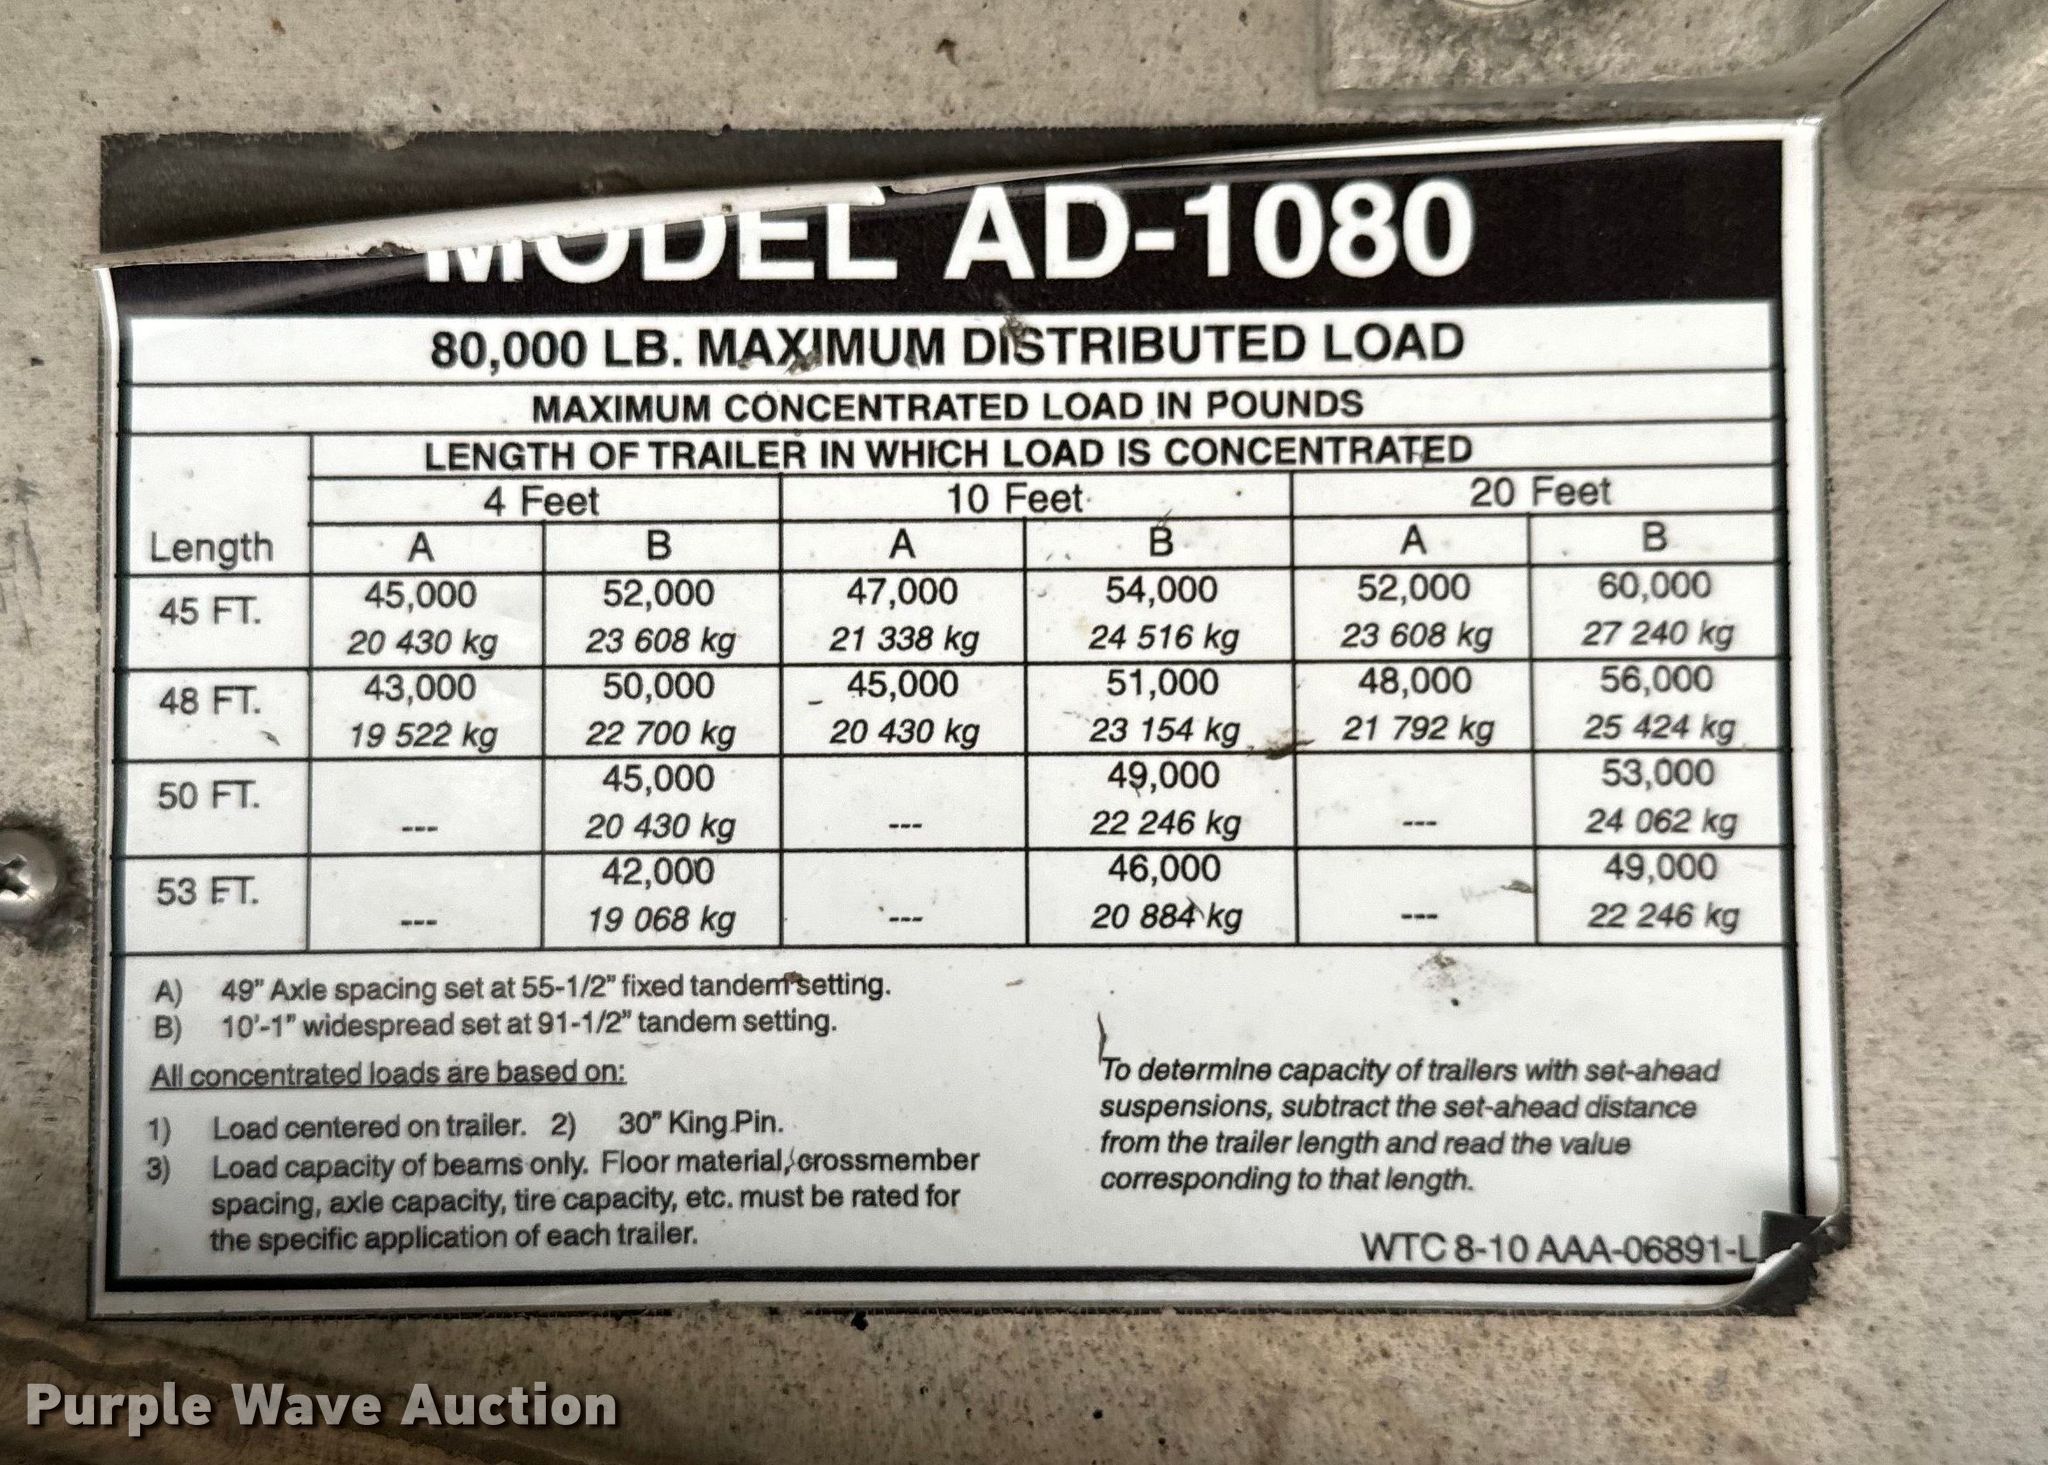 MODEL AD-1080
80,000 LB. MAXIMUM DISTRIBUTED LOAD
MAXIMUM CONCENTRATED LOAD IN POUNDS
LENGTH OF TRAILER IN WHICH LOAD IS CONCENTRATED
4 Feet 10 Feet 20 Feet
Length A B A B A B
45 FT. 45,000 52,000 47,000 54,000 52,000 60,000
20 430 kg 23 608 kg 21 338 kg 24 516 kg 23 608 kg 27 240 kg
48 FT. 43,000 50,000 45,000 51,000 48,000 56,000
19 522 kg 22 700 kg 20 430 kg 23 154 kg 21 792 kg 25 424 kg
50 FT. 45,000 49,000 53,000
--- 20 430 kg --- 22 246 kg --- 24 062 kg
53 FT. 42,000 46,000 49,000
--- 19 068 kg --- 20 884 kg --- 22 246 kg
A) 49" Axle spacing set at 55-1/2" fixed tandem setting.
B) 10'-1" widespread set at 91-1/2" tandem setting.
All concentrated loads are based on:
1) Load centered on trailer. 2) 30" King Pin.
3) Load capacity of beams only. Floor material, crossmember
spacing, axle capacity, tire capacity, etc. must be rated for
the specific application of each trailer.
To determine capacity of trailers with set-ahead
suspensions, subtract the set-ahead distance
from the trailer length and read the value
corresponding to that length.
WTC 8-10 AAA-06891-L
Purple Wave Auction